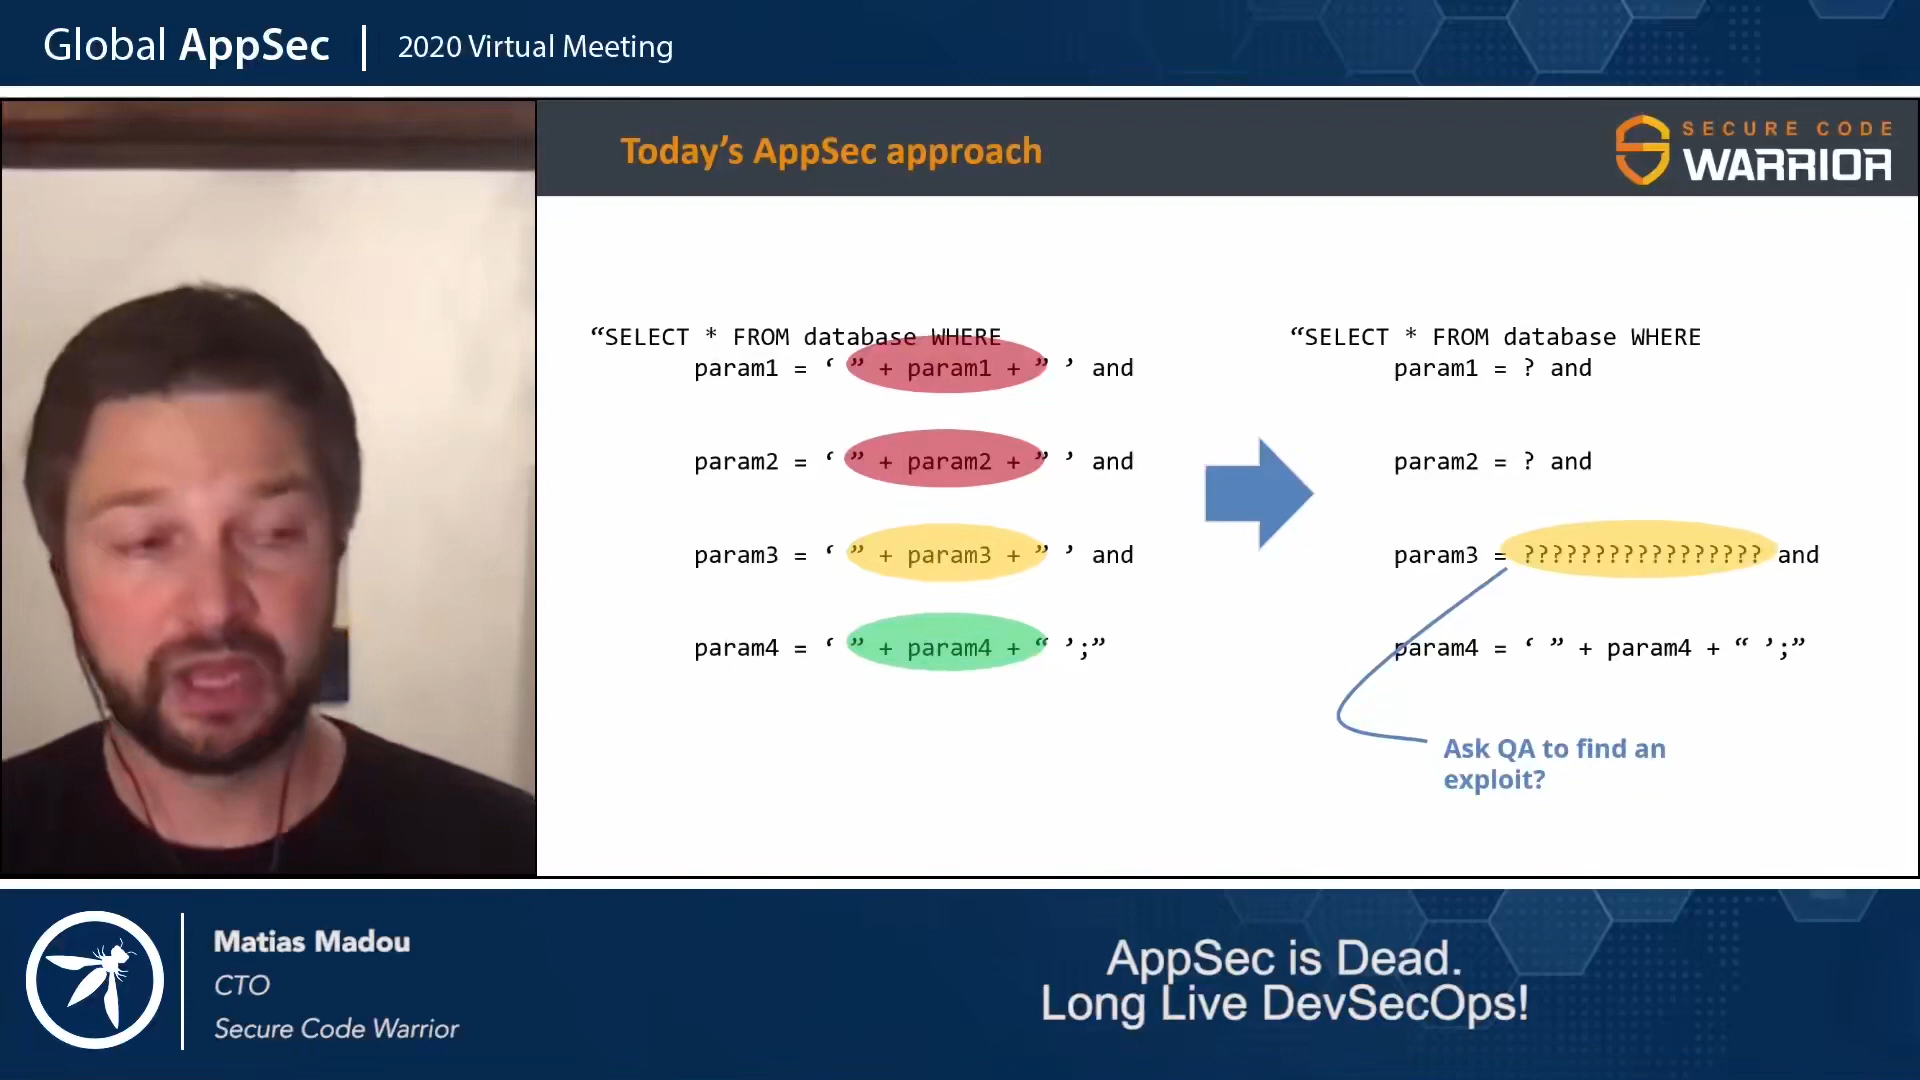 Global AppSec | 2020 Virtual Meeting
Today’s AppSec approach
SECURE CODE
WARRIOR
“SELECT * FROM database WHERE
param1 = ‘ ” + param1 + ” ’ and
param2 = ‘ ” + param2 + ” ’ and
param3 = ‘ ” + param3 + ” ’ and
param4 = ‘ ” + param4 + “ ’;”
“SELECT * FROM database WHERE
param1 = ? and
param2 = ? and
param3 = ????????????????? and
param4 = ‘ ” + param4 + “ ’;”
Ask QA to find an
exploit?
Matias Madou
CTO
Secure Code Warrior
AppSec is Dead.
Long Live DevSecOps!